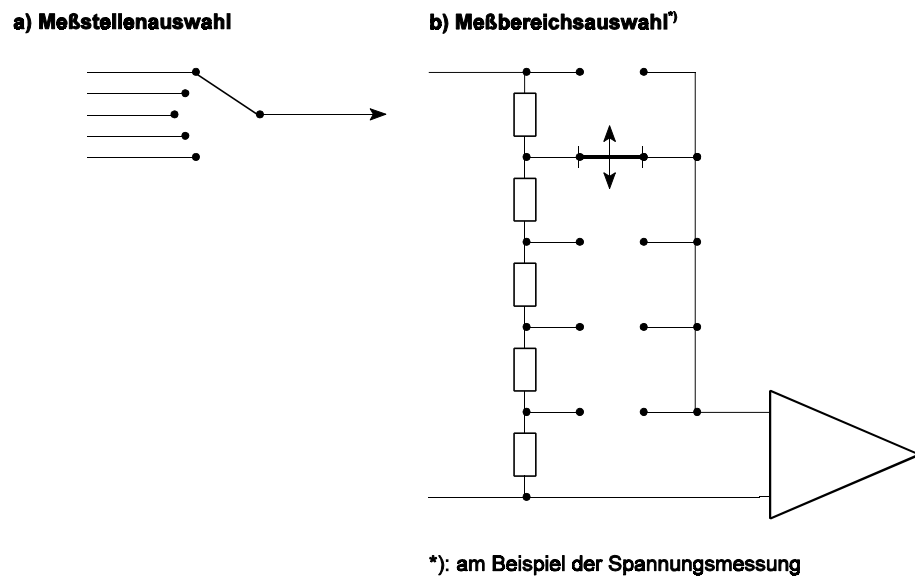 a) Meßstellenauswahl
b) Meßbereichsauswahl*)
*): am Beispiel der Spannungsmessung